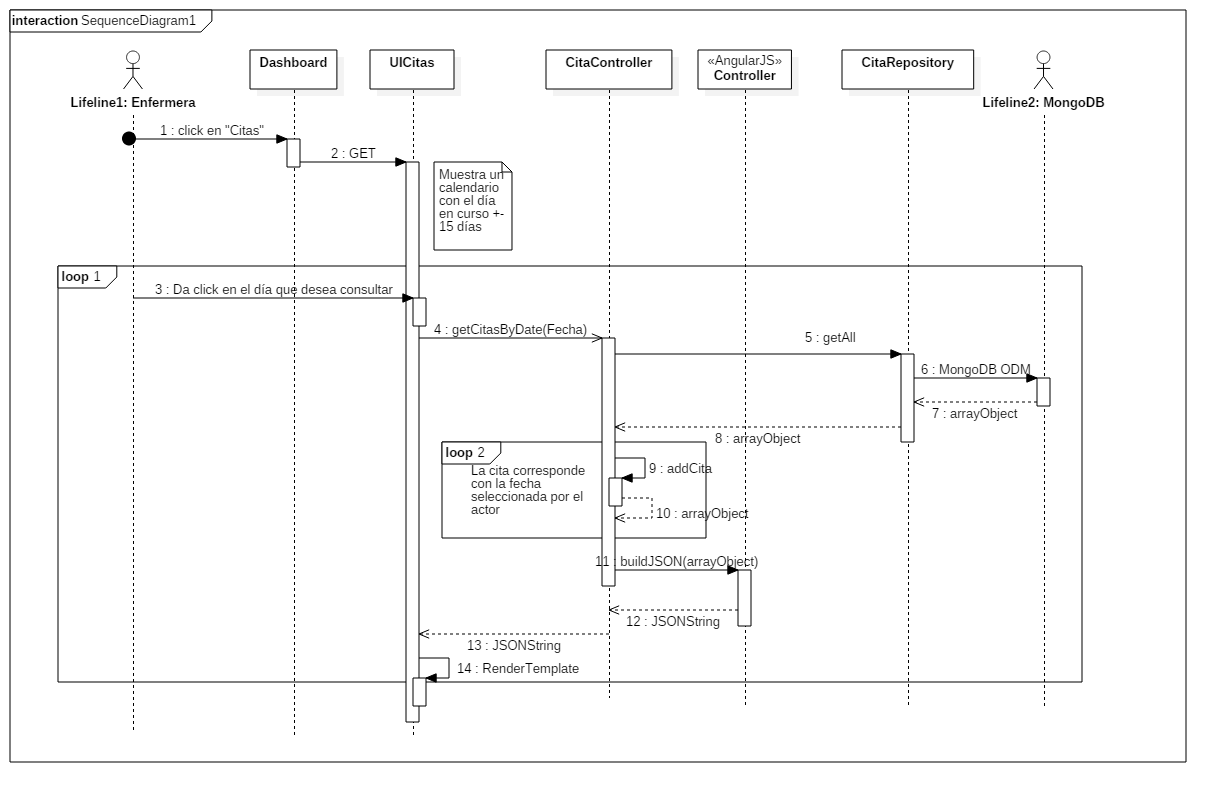 interaction SequenceDiagram1
Dashboard
UICitas
CitaController
«AngularJS»
Controller
CitaRepository
Lifeline1: Enfermera
Lifeline2: MongoDB
1 : click en "Citas"
2 : GET
Muestra un
calendario
con el día
en curso +-
15 días
loop 1
3 : Da click en el día que desea consultar
4 : getCitasByDate(Fecha)
5 : getAll
6 : MongoDB ODM
7 : arrayObject
8 : arrayObject
loop 2
La cita corresponde
con la fecha
seleccionada por el
actor
9 : addCita
10 : arrayObject
11 : buildJSON(arrayObject)
12 : JSONString
13 : JSONString
14 : RenderTemplate